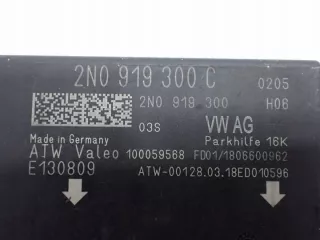 2N0 919 300 C 0205
2N0 919 300 H06
03S VW AG
Made in Germany Parkhilfe 16K
ATW Valeo 100059568 FD01/1806600962
E130809 ATW-00128.03.18ED010596